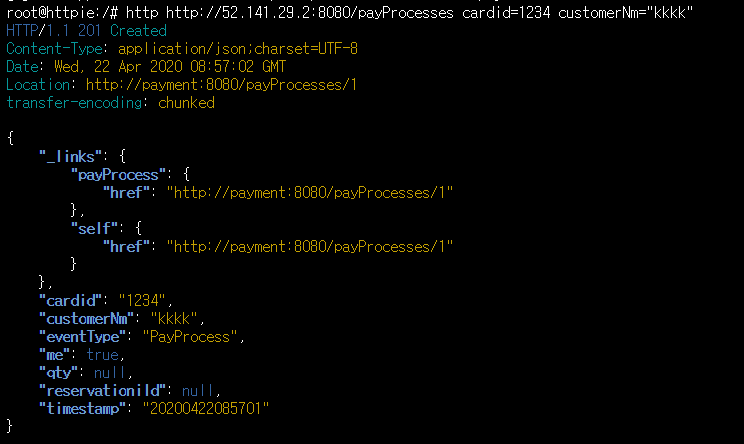 root@httpie:/# http http://52.141.29.2:8080/payProcesses cardid=1234 customerNm="kkkk"
HTTP/1.1 201 Created
Content-Type: application/json;charset=UTF-8
Date: Wed, 22 Apr 2020 08:57:02 GMT
Location: http://payment:8080/payProcesses/1
transfer-encoding: chunked

{
    "_links": {
        "payProcess": {
            "href": "http://payment:8080/payProcesses/1"
        },
        "self": {
            "href": "http://payment:8080/payProcesses/1"
        }
    },
    "cardid": "1234",
    "customerNm": "kkkk",
    "eventType": "PayProcess",
    "me": true,
    "qty": null,
    "reservationiId": null,
    "timestamp": "20200422085701"
}